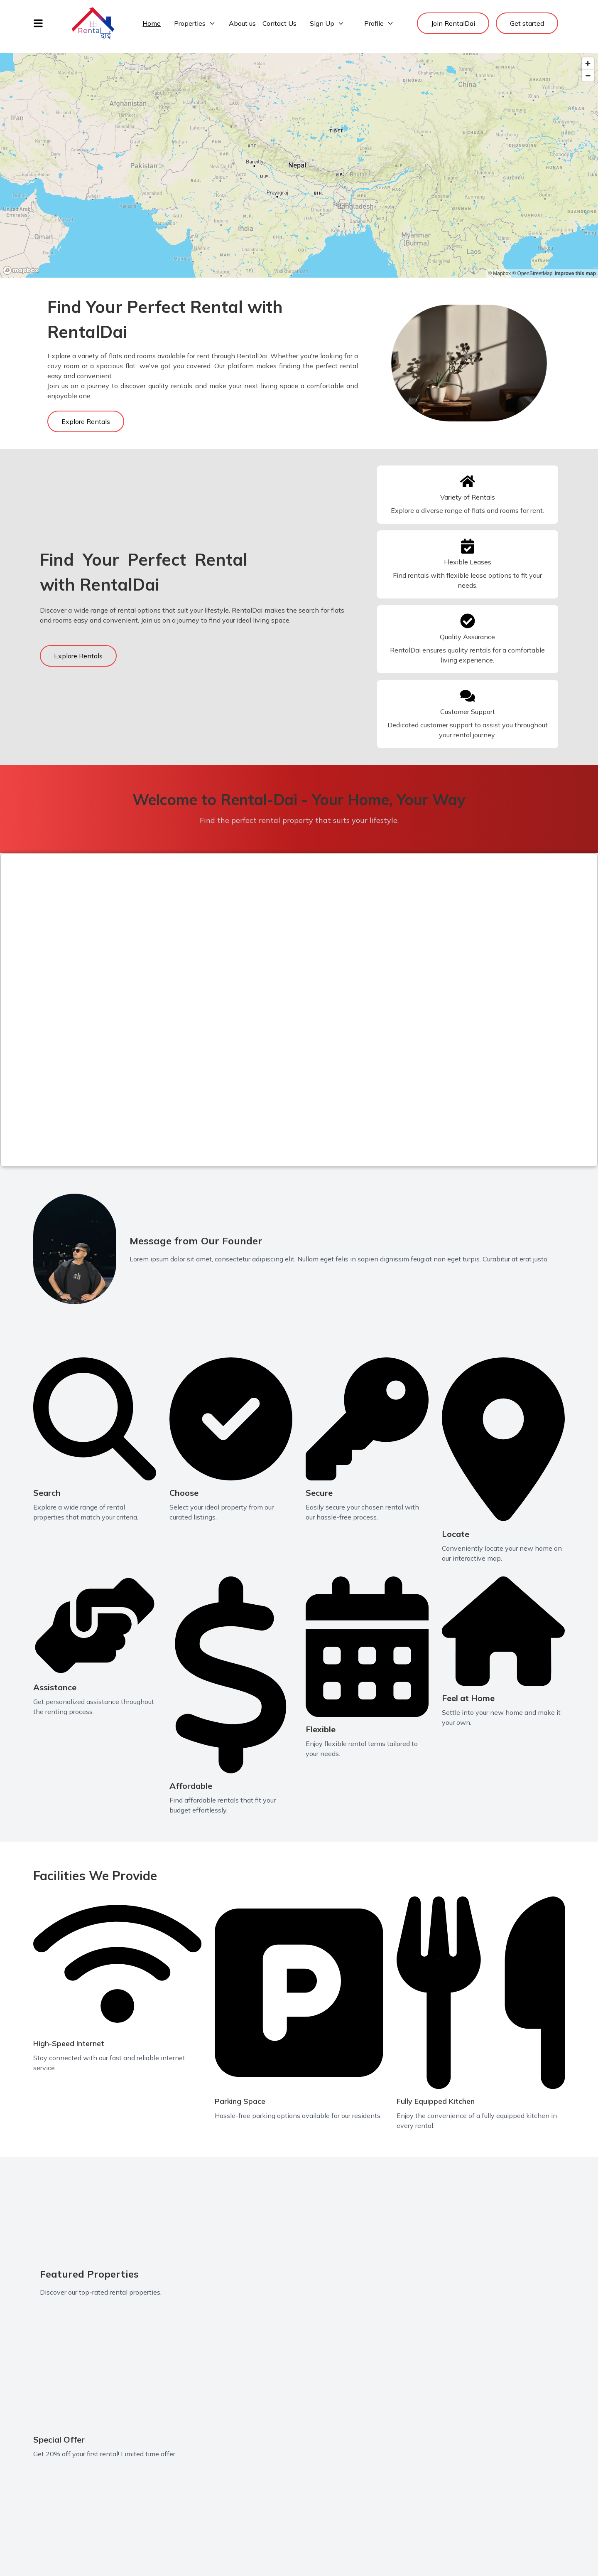 Rental
दाई
Home
Properties
About us
Contact Us
Sign Up
Profile
Join RentalDai
Get started
+
−
China
Afghanistan
Iran
TIBET
Pakistan
UTT.
Bareilly
Nepal
SIK.
Bhutan
U.P.
Prayagraj
BIH.
Bangladesh
India
Oman
Myanmar
(Burma)
Laos
mapbox
© Mapbox © OpenStreetMap Improve this map
Find Your Perfect Rental with
RentalDai
Explore a variety of flats and rooms available for rent through RentalDai. Whether you're looking for a
cozy room or a spacious flat, we've got you covered. Our platform makes finding the perfect rental
easy and convenient.
Join us on a journey to discover quality rentals and make your next living space a comfortable and
enjoyable one.
Explore Rentals
Find Your Perfect Rental
with RentalDai
Discover a wide range of rental options that suit your lifestyle. RentalDai makes the search for flats
and rooms easy and convenient. Join us on a journey to find your ideal living space.
Explore Rentals
Variety of Rentals
Explore a diverse range of flats and rooms for rent.
Flexible Leases
Find rentals with flexible lease options to fit your
needs.
Quality Assurance
RentalDai ensures quality rentals for a comfortable
living experience.
Customer Support
Dedicated customer support to assist you throughout
your rental journey.
Welcome to Rental-Dai - Your Home, Your Way
Find the perfect rental property that suits your lifestyle.
Message from Our Founder
Lorem ipsum dolor sit amet, consectetur adipiscing elit. Nullam eget felis in sapien dignissim feugiat non eget turpis. Curabitur at erat justo.
Search
Explore a wide range of rental
properties that match your criteria.
Choose
Select your ideal property from our
curated listings.
Secure
Easily secure your chosen rental with
our hassle-free process.
Locate
Conveniently locate your new home on
our interactive map.
Assistance
Get personalized assistance throughout
the renting process.
Affordable
Find affordable rentals that fit your
budget effortlessly.
Flexible
Enjoy flexible rental terms tailored to
your needs.
Feel at Home
Settle into your new home and make it
your own.
Facilities We Provide
High-Speed Internet
Stay connected with our fast and reliable internet
service.
P
Parking Space
Hassle-free parking options available for our residents.
Fully Equipped Kitchen
Enjoy the convenience of a fully equipped kitchen in
every rental.
Featured Properties
Discover our top-rated rental properties.
Special Offer
Get 20% off your first rental! Limited time offer.